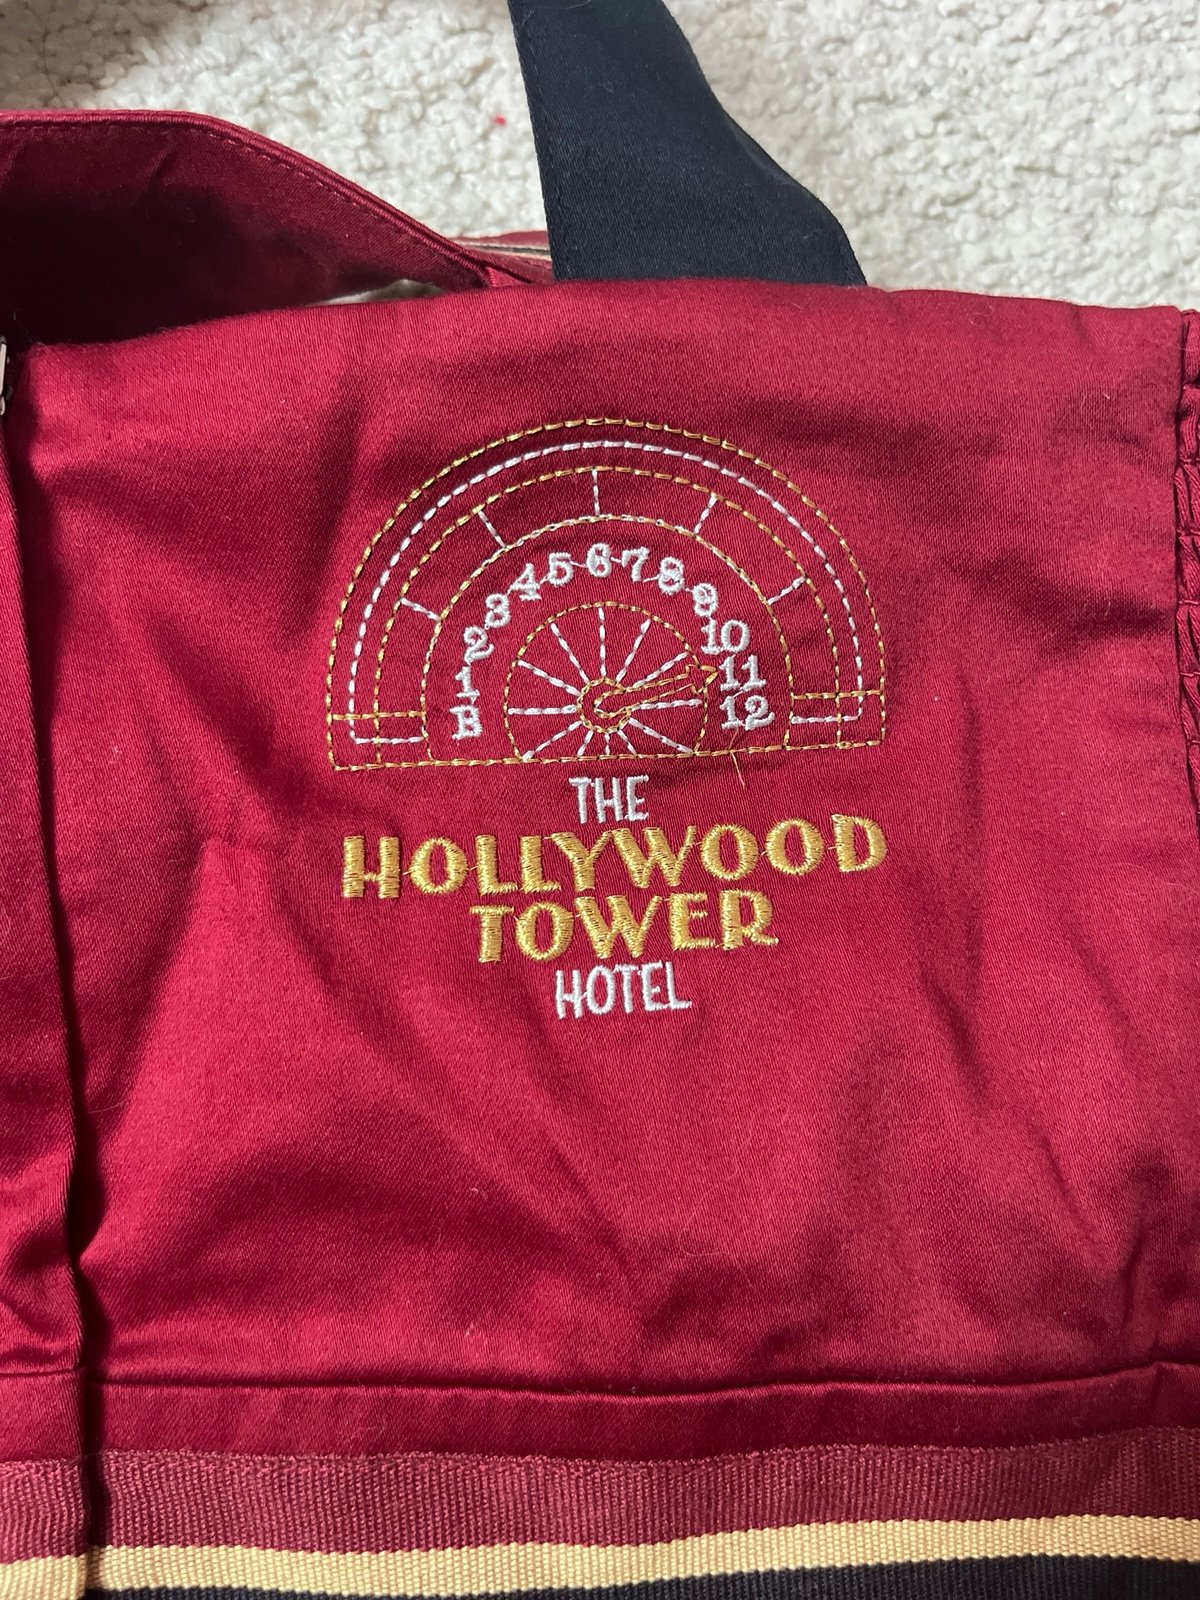 B 1 2 3 4 5 6 7 8 9 10 11 12
THE
HOLLYWOOD
TOWER
HOTEL